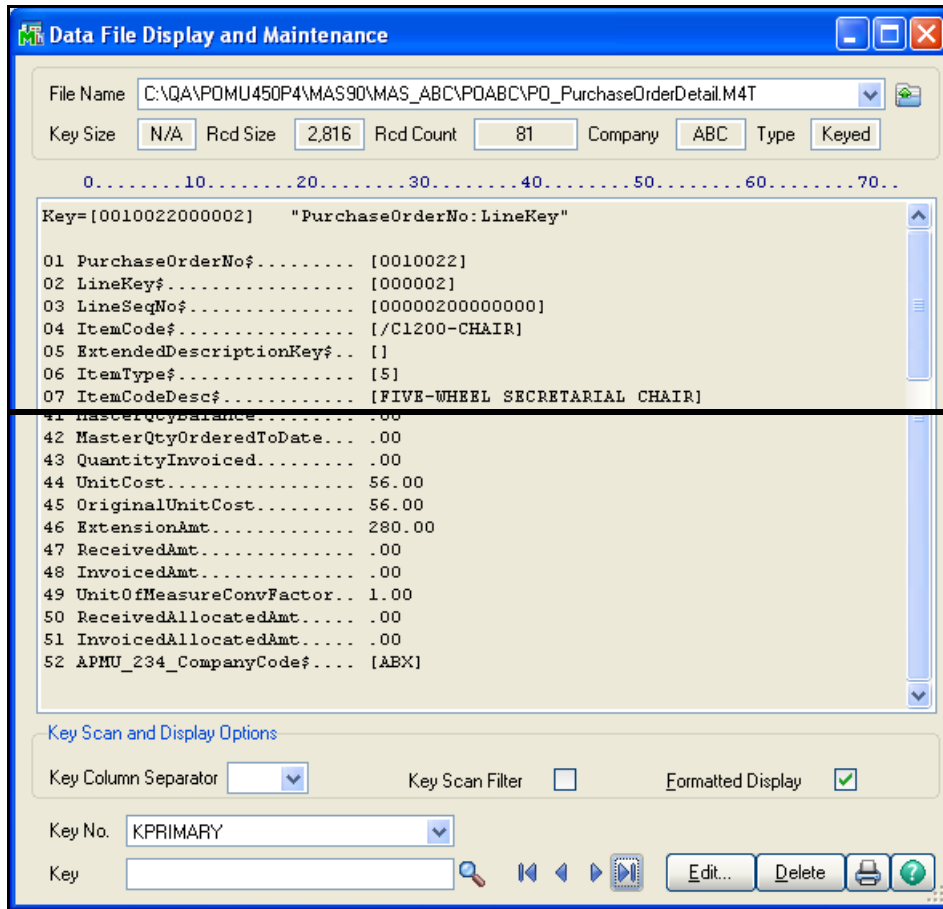 Data File Display and Maintenance
File Name C:\QA\POMU450P4\MAS90\MAS_ABC\POABC\PO_PurchaseOrderDetail.M4T
Key Size N/A Rcd Size 2,816 Rcd Count 81 Company ABC Type Keyed
0........10........20........30........40........50........60........70..
Key=[0010022000002] "PurchaseOrderNo:LineKey"
01 PurchaseOrderNo$......... [0010022]
02 LineKey$................. [000002]
03 LineSeqNo$............... [00000200000000]
04 ItemCode$................ [/C1200-CHAIR]
05 ExtendedDescriptionKey$.. []
06 ItemType$................ [5]
07 ItemCodeDesc$............ [FIVE-WHEEL SECRETARIAL CHAIR]
41 MasterQtyBalance......... .00
42 MasterQtyOrderedToDate... .00
43 QuantityInvoiced......... .00
44 UnitCost................. 56.00
45 OriginalUnitCost......... 56.00
46 ExtensionAmt............. 280.00
47 ReceivedAmt.............. .00
48 InvoicedAmt.............. .00
49 UnitOfMeasureConvFactor.. 1.00
50 ReceivedAllocatedAmt..... .00
51 InvoicedAllocatedAmt..... .00
52 APMU_234_CompanyCode$.... [ABX]
Key Scan and Display Options
Key Column Separator Key Scan Filter Formatted Display
Key No. KPRIMARY
Key Edit... Delete